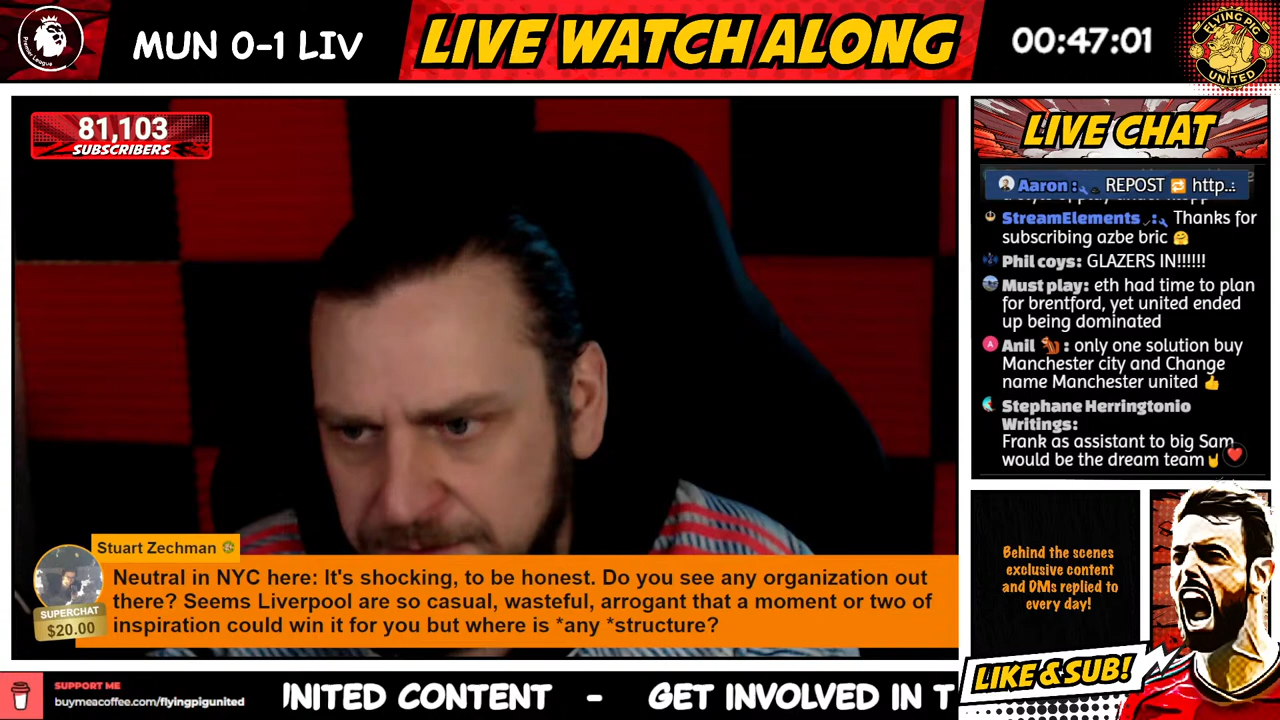 Premier League
MUN 0-1 LIV
LIVE WATCH ALONG
00:47:01
FLYING PIG
UNITED
81,103
SUBSCRIBERS
LIVE CHAT
Aaron : REPOST 🔁 http..:
StreamElements : Thanks for
subscribing azbe bric 🤗
Phil coys: GLAZERS IN!!!!!!
Must play: eth had time to plan
for brentford, yet united ended
up being dominated
A Anil 🐿️ : only one solution buy
Manchester city and Change
name Manchester united 👍
Stephane Herringtonio
Writings:
Frank as assistant to big Sam
would be the dream team🤘
Stuart Zechman
Neutral in NYC here: It's shocking, to be honest. Do you see any organization out
there? Seems Liverpool are so casual, wasteful, arrogant that a moment or two of
inspiration could win it for you but where is *any *structure?
SUPERCHAT
$20.00
Behind the scenes
exclusive content
and DMs replied to
every day!
LIKE & SUB!
SUPPORT ME
buymeacoffee.com/flyingpigunited
UNITED CONTENT - GET INVOLVED IN T